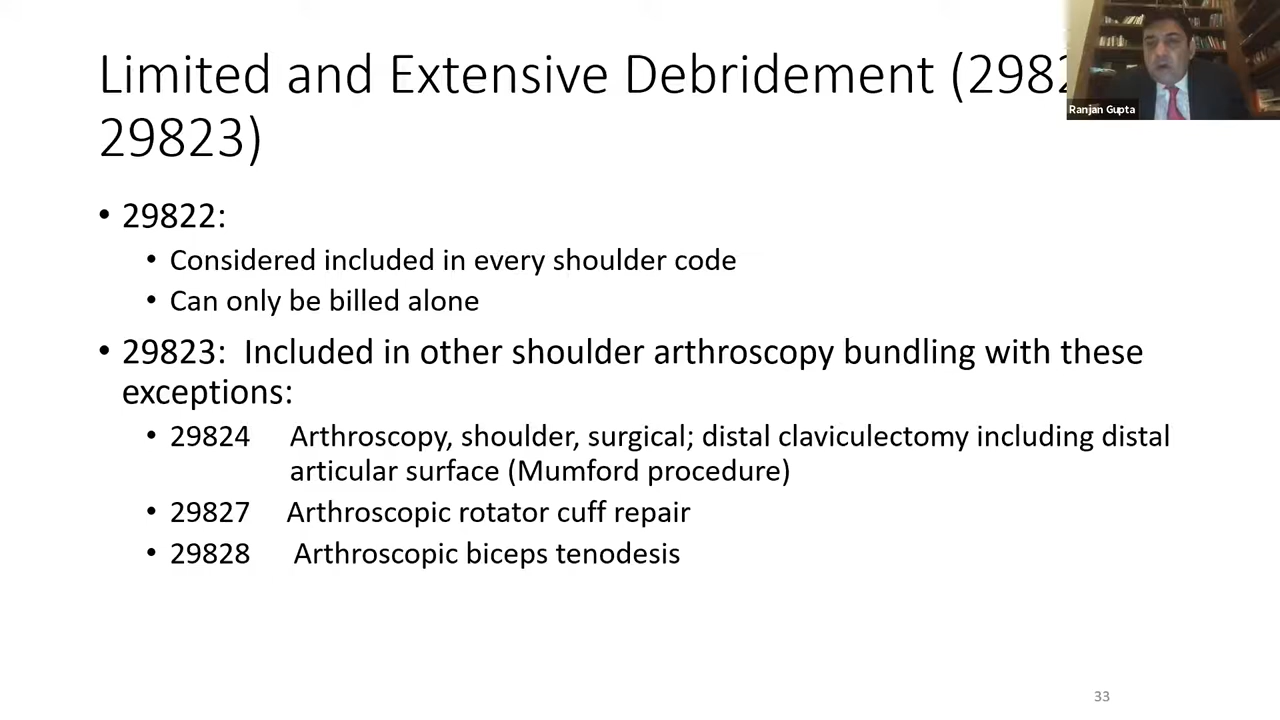 Limited and Extensive Debridement
29823)
Ranjan Gupta
• 29822:
• Considered included in every shoulder code
• Can only be billed alone
• 29823: Included in other shoulder arthroscopy bundling with these
exceptions:
• 29824 Arthroscopy, shoulder, surgical; distal claviculectomy including distal
articular surface (Mumford procedure)
• 29827 Arthroscopic rotator cuff repair
• 29828 Arthroscopic biceps tenodesis
33